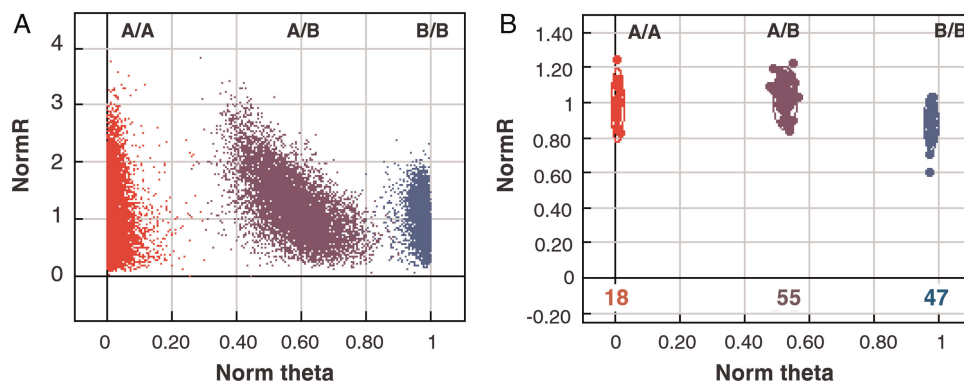 A
A/A A/B B/B
4
3
2
1
0
NormR
0 0.20 0.40 0.60 0.80 1
Norm theta
B
A/A A/B B/B
1.40
1.20
1
0.80
0.60
0.40
0.20
0
-0.20
NormR
18 55 47
0 0.20 0.40 0.60 0.80 1
Norm theta